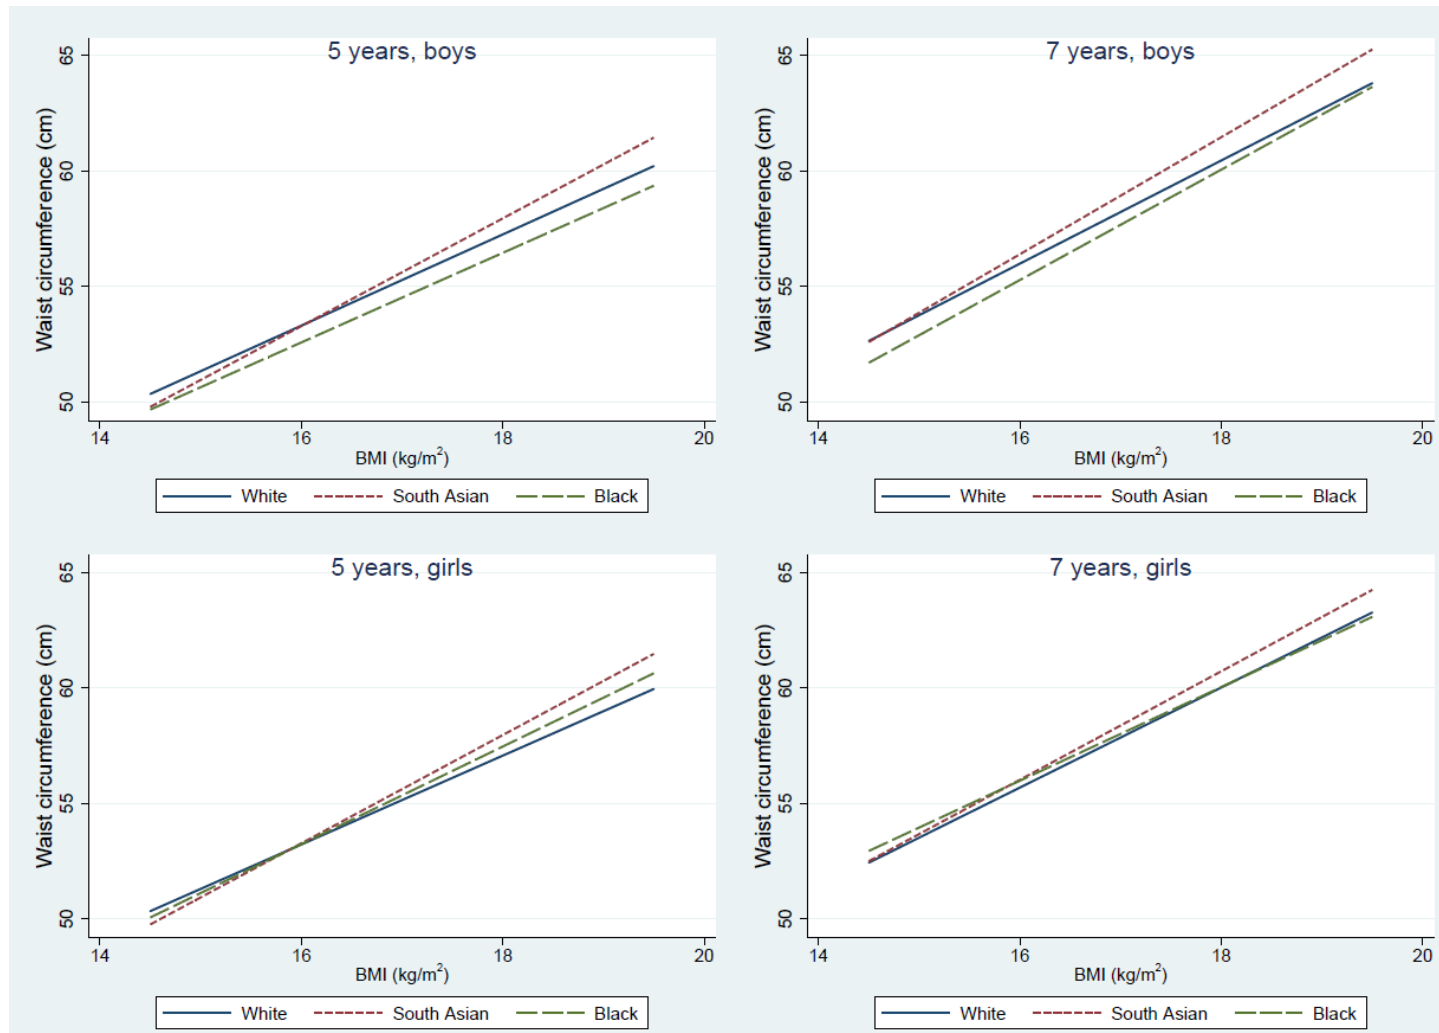 5 years, boys
Waist circumference (cm)
65
60
55
50
14 16 18 20
BMI (kg/m²)
White South Asian Black
7 years, boys
Waist circumference (cm)
65
60
55
50
14 16 18 20
BMI (kg/m²)
White South Asian Black
5 years, girls
Waist circumference (cm)
65
60
55
50
14 16 18 20
BMI (kg/m²)
White South Asian Black
7 years, girls
Waist circumference (cm)
65
60
55
50
14 16 18 20
BMI (kg/m²)
White South Asian Black